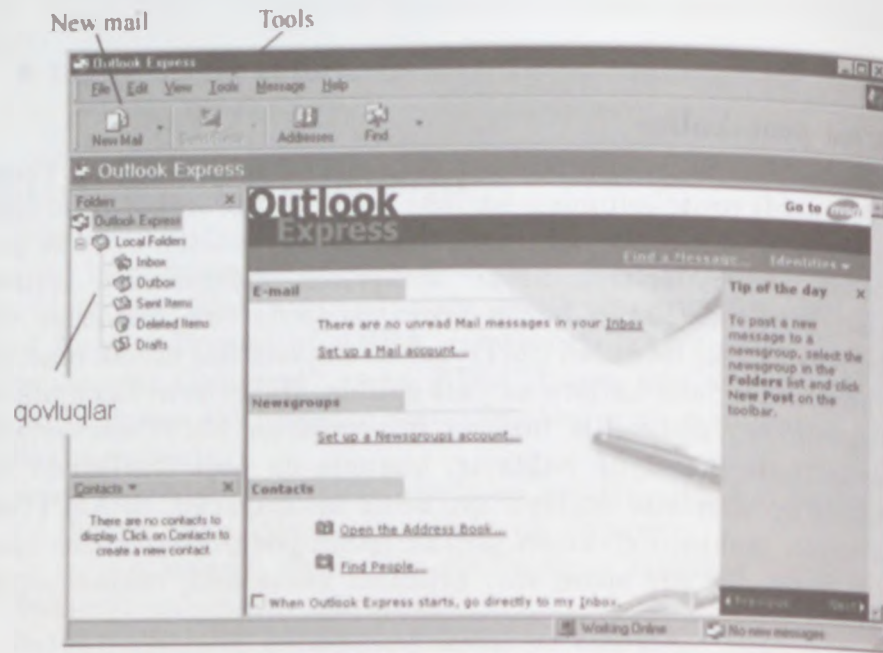 New mail
Tools
Outlook Express
File Edit View Tools Message Help
New Mail
Send/Recv
Addresses
Find
Outlook Express
Folders
Outlook Express
Local Folders
Inbox
Outbox
Sent Items
Deleted Items
Drafts
qovluqlar
Contacts
There are no contacts to
display. Click on Contacts to
create a new contact.
Outlook
Express
Go to msn
Find a Message... Identities
E-mail
There are no unread Mail messages in your Inbox
Set up a Mail account...
Newsgroups
Set up a Newsgroups account...
Contacts
Open the Address Book...
Find People...
When Outlook Express starts, go directly to my Inbox.
Tip of the day
To post a new
message to a
newsgroup, select the
newsgroup in the
Folders list and click
New Post on the
toolbar.
Previous Next
Working Online
No new messages